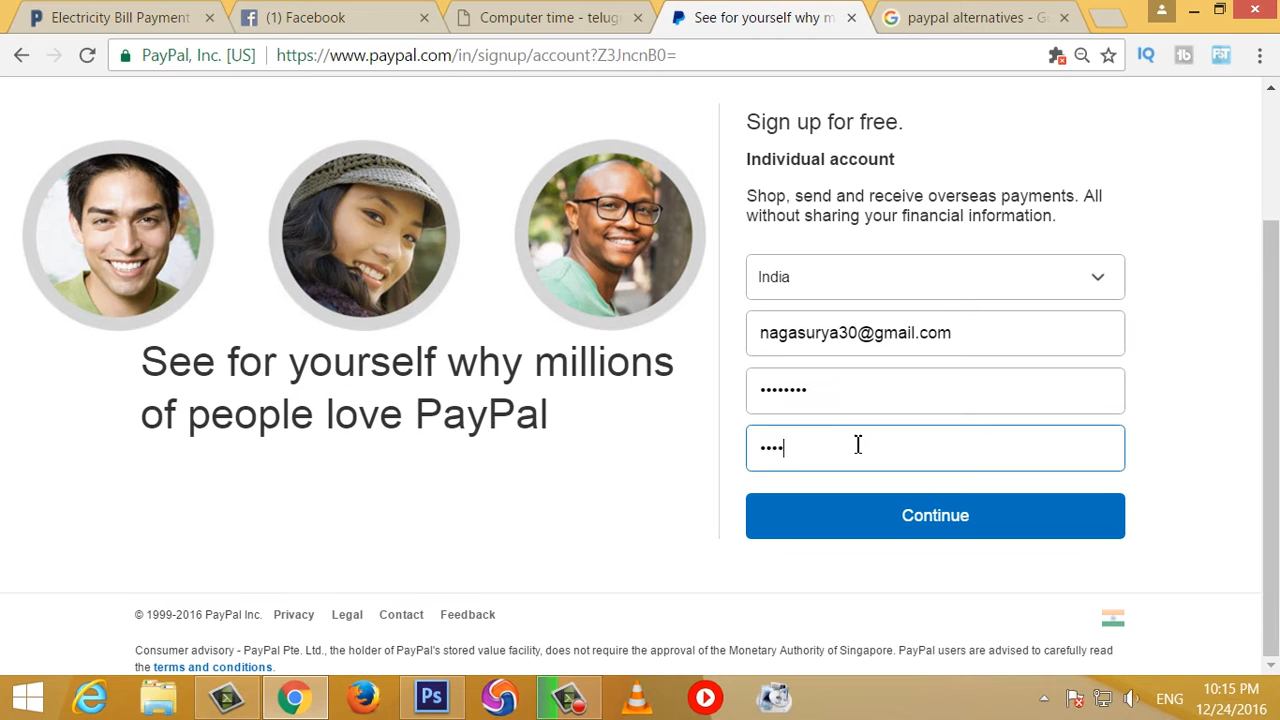 Electricity Bill Payment
(1) Facebook
Computer time - telug
See for yourself why m
paypal alternatives - G
PayPal, Inc. [US]
https://www.paypal.com/in/signup/account?Z3JncnB0=
IQ
tb
Sign up for free.
Individual account
Shop, send and receive overseas payments. All
without sharing your financial information.
India
nagasurya30@gmail.com
••••••••
••••
Continue
See for yourself why millions
of people love PayPal
© 1999-2016 PayPal Inc. Privacy Legal Contact Feedback
Consumer advisory - PayPal Pte. Ltd., the holder of PayPal's stored value facility, does not require the approval of the Monetary Authority of Singapore. PayPal users are advised to carefully read
the terms and conditions.
Ps
ENG
10:15 PM
12/24/2016